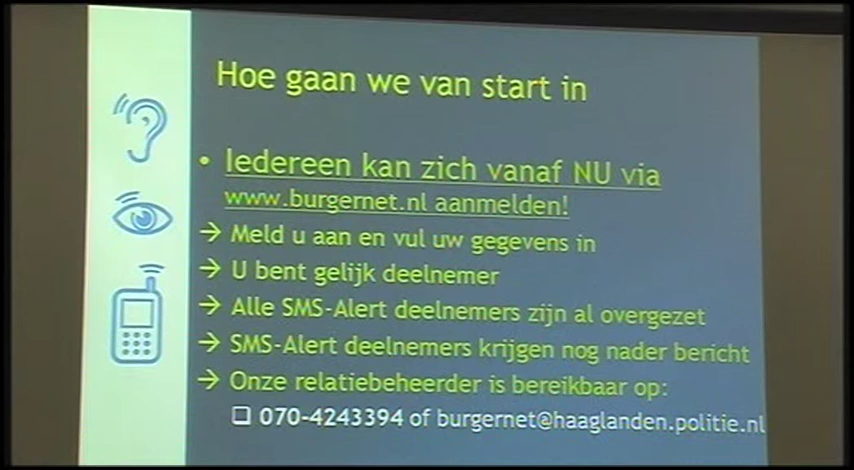 Hoe gaan we van start in
• Iedereen kan zich vanaf NU via
www.burgernet.nl aanmelden!
→ Meld u aan en vul uw gegevens in
→ U bent gelijk deelnemer
→ Alle SMS-Alert deelnemers zijn al overgezet
→ SMS-Alert deelnemers krijgen nog nader bericht
→ Onze relatiebeheerder is bereikbaar op:
❑ 070-4243394 of burgernet@haaglanden.politie.nl